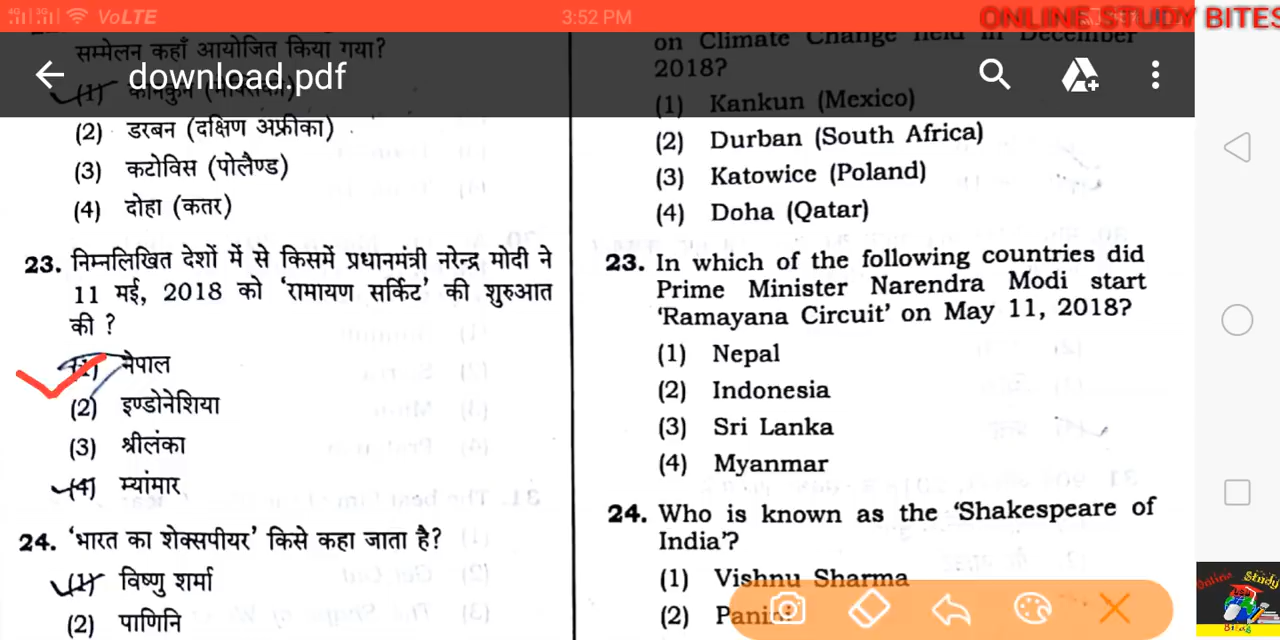 VoLTE
3:52 PM
ONLINE STUDY BITES
सम्मेलन कहाँ आयोजित किया गया?
download.pdf
(2) डरबन (दक्षिण अफ्रीका)
(3) कटोविस (पोलैण्ड)
(4) दोहा (कतर)
23. निम्नलिखित देशों में से किसमें प्रधानमंत्री नरेन्द्र मोदी ने
11 मई, 2018 को 'रामायण सर्किट' की शुरुआत
की ?
(1) नेपाल
(2) इण्डोनेशिया
(3) श्रीलंका
(4) म्यांमार
24. 'भारत का शेक्सपीयर' किसे कहा जाता है?
(1) विष्णु शर्मा
(2) पाणिनि
on Climate Change held in December
2018?
(1) Kankun (Mexico)
(2) Durban (South Africa)
(3) Katowice (Poland)
(4) Doha (Qatar)
23. In which of the following countries did
Prime Minister Narendra Modi start
'Ramayana Circuit' on May 11, 2018?
(1) Nepal
(2) Indonesia
(3) Sri Lanka
(4) Myanmar
24. Who is known as the 'Shakespeare of
India'?
(1) Vishnu Sharma
(2) Panini
Online Study
Bites